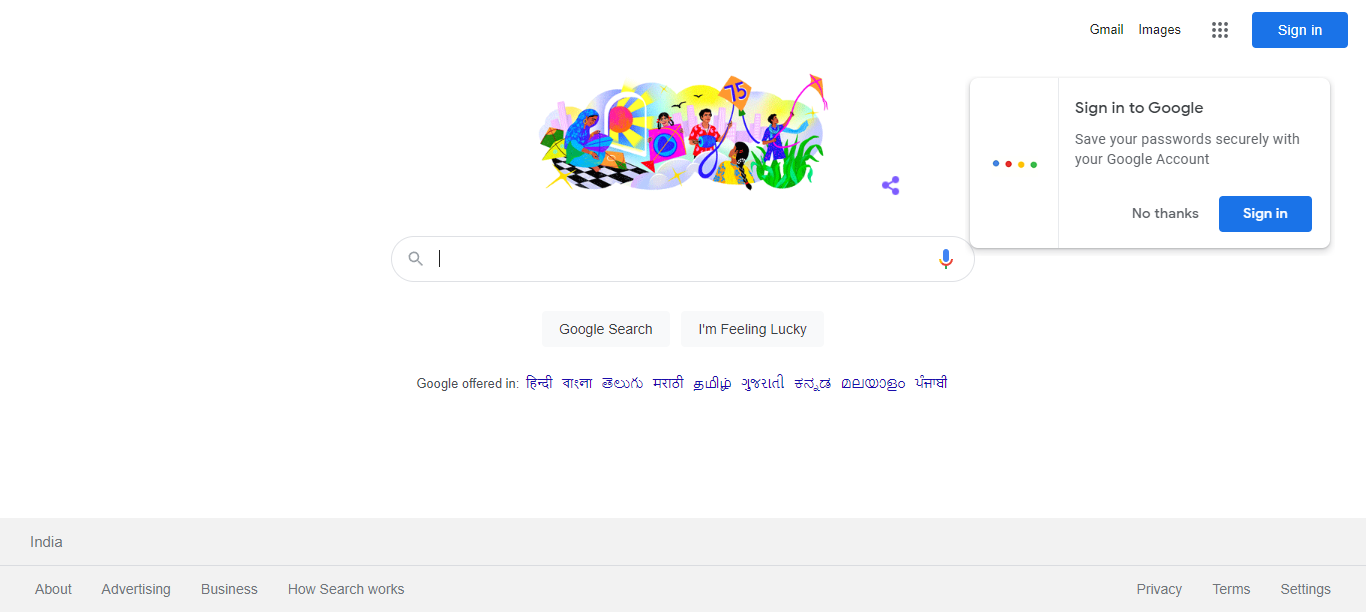 Gmail Images Sign in
75
Sign in to Google
Save your passwords securely with
your Google Account
No thanks Sign in
Google Search I'm Feeling Lucky
Google offered in: हिन्दी বাংলা తెలుగు मराठी தமிழ் ગુજરાતી ಕನ್ನಡ മലയാളം ਪੰਜਾਬੀ
India
About Advertising Business How Search works Privacy Terms Settings